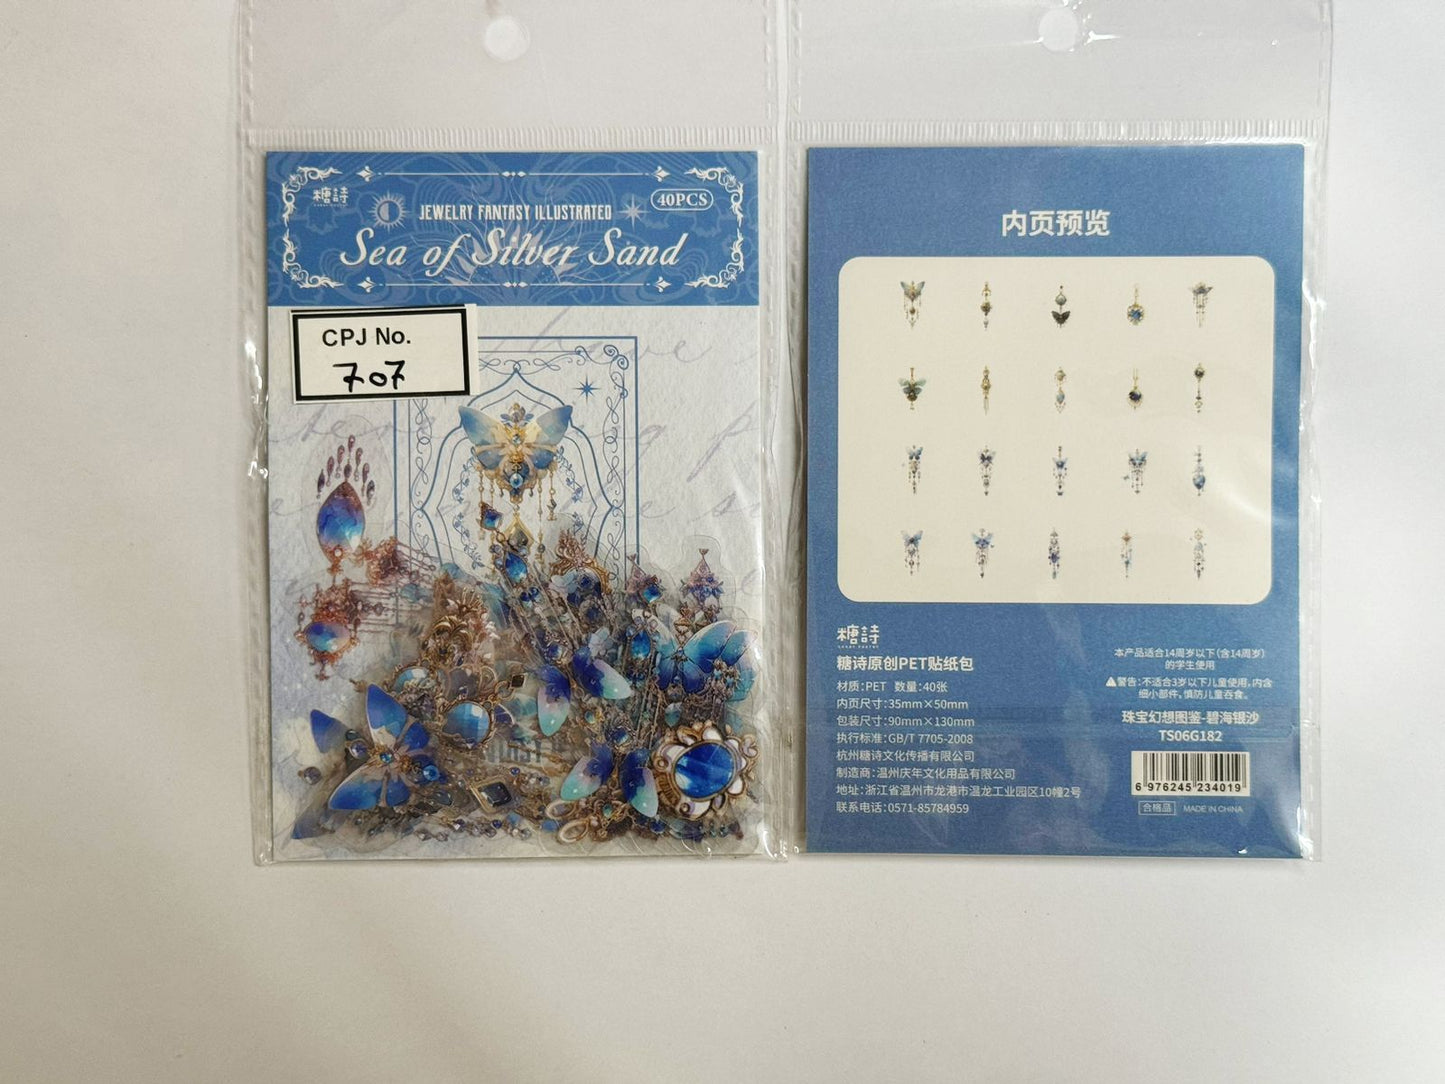 糖詩
JEWELRY FANTASY ILLUSTRATED
40PCS
Sea of Silver Sand
CPJ No.
707
内页预览
糖詩
糖诗原创PET贴纸包
材质:PET 数量:40张
内页尺寸:35mm×50mm
包装尺寸:90mm×130mm
执行标准:GB/T 7705-2008
杭州糖诗文化传播有限公司
制造商:温州庆年文化用品有限公司
地址:浙江省温州市龙港市温龙工业园区10幢2号
联系电话:0571-85784959
本产品适合14周岁以下(含14周岁)
的学生使用
警告:不适合3岁以下儿童使用,内含
细小部件,慎防儿童吞食。
珠宝幻想图鉴-碧海银沙
TS06G182
6 976245 234019
合格品 MADE IN CHINA